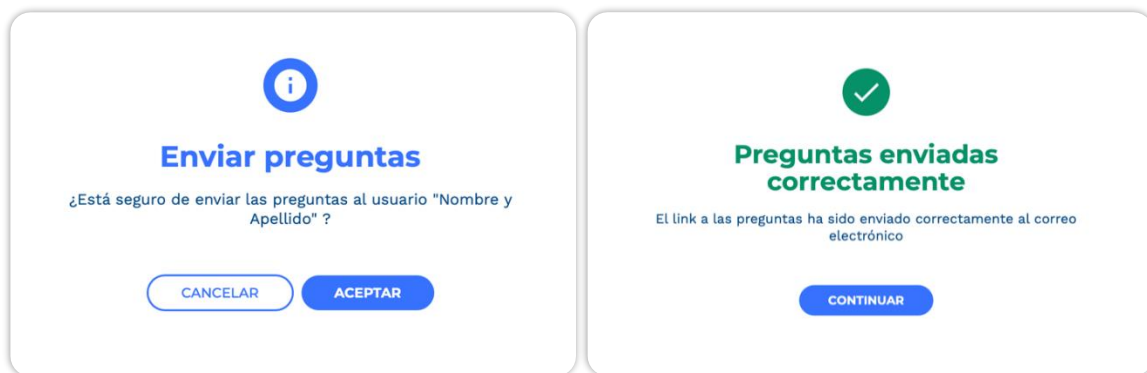 Enviar preguntas
¿Está seguro de enviar las preguntas al usuario "Nombre y
Apellido" ?
CANCELAR
ACEPTAR
Preguntas enviadas
correctamente
El link a las preguntas ha sido enviado correctamente al correo
electrónico
CONTINUAR